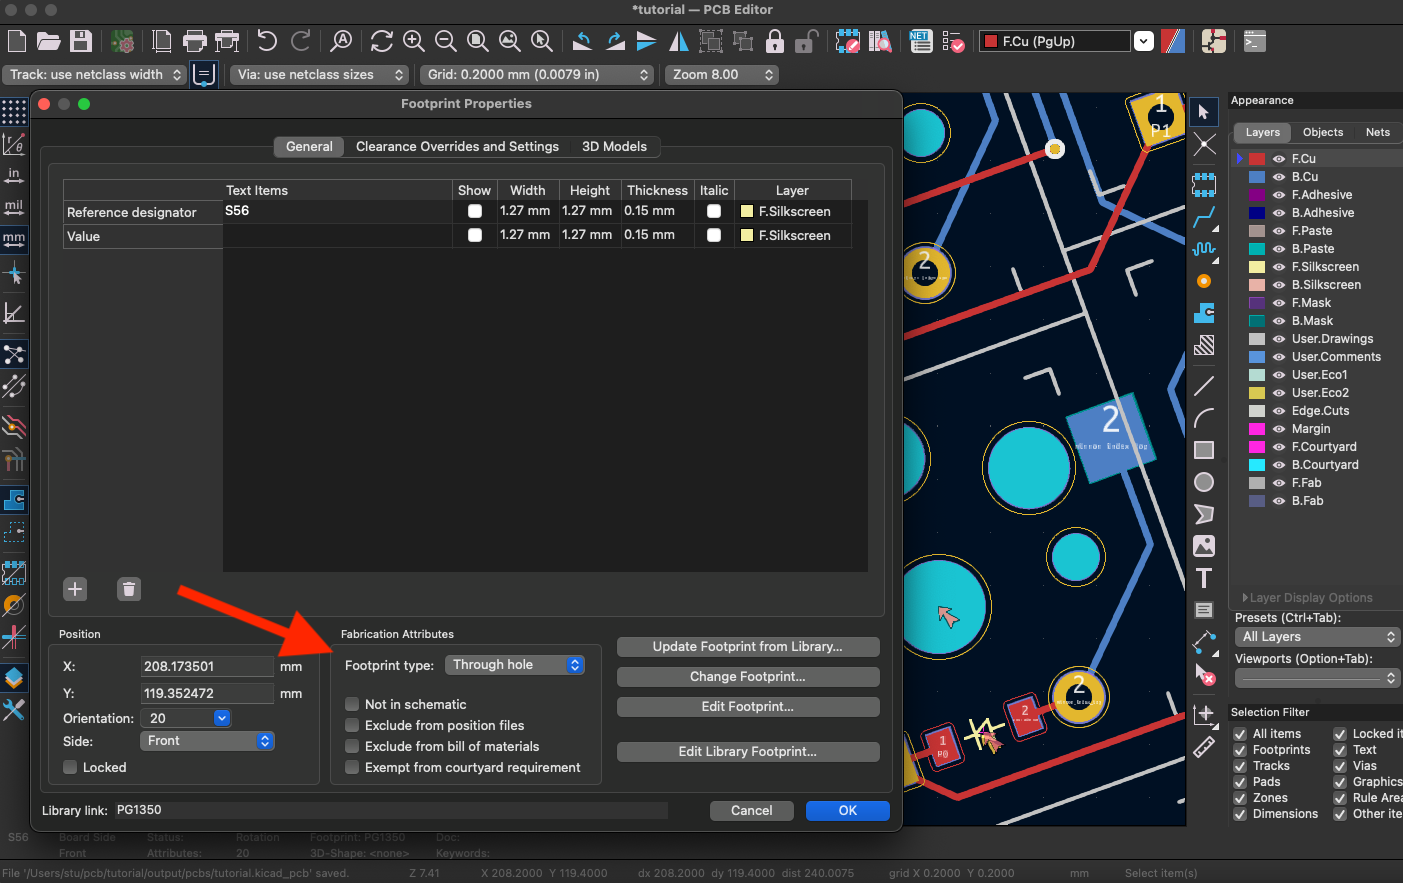 *tutorial — PCB Editor
F.Cu (PgUp)
Track: use netclass width
Via: use netclass sizes
Grid: 0.2000 mm (0.0079 in)
Zoom 8.00
Footprint Properties
General
Clearance Overrides and Settings
3D Models
Text Items
Show
Width
Height
Thickness
Italic
Layer
Reference designator
S56
1.27 mm
1.27 mm
0.15 mm
F.Silkscreen
Value
1.27 mm
1.27 mm
0.15 mm
F.Silkscreen
Position
X:
208.173501
mm
Y:
119.352472
mm
Orientation:
20
Side:
Front
Locked
Fabrication Attributes
Footprint type:
Through hole
Not in schematic
Exclude from position files
Exclude from bill of materials
Exempt from courtyard requirement
Update Footprint from Library...
Change Footprint...
Edit Footprint...
Edit Library Footprint...
Library link:
PG1350
Cancel
OK
in
mil
mm
NET
1
P1
2
2
2
2
1
P0
Appearance
Layers
Objects
Nets
F.Cu
B.Cu
F.Adhesive
B.Adhesive
F.Paste
B.Paste
F.Silkscreen
B.Silkscreen
F.Mask
B.Mask
User.Drawings
User.Comments
User.Eco1
User.Eco2
Edge.Cuts
Margin
F.Courtyard
B.Courtyard
F.Fab
B.Fab
Layer Display Options
Presets (Ctrl+Tab):
All Layers
Viewports (Option+Tab):
Selection Filter
All items
Locked it
Footprints
Text
Tracks
Vias
Pads
Graphics
Zones
Rule Area
Dimensions
Other ite
S56
Board Side
Status:
Rotation
Footprint: PG1350
Doc:
Front
Attributes:
20
3D-Shape: <none>
Keywords:
File '/Users/stu/pcb/tutorial/output/pcbs/tutorial.kicad_pcb' saved.
Z 7.41
X 208.2000 Y 119.4000
dx 208.2000 dy 119.4000 dist 240.0075
grid X 0.2000 Y 0.2000
mm
Select item(s)